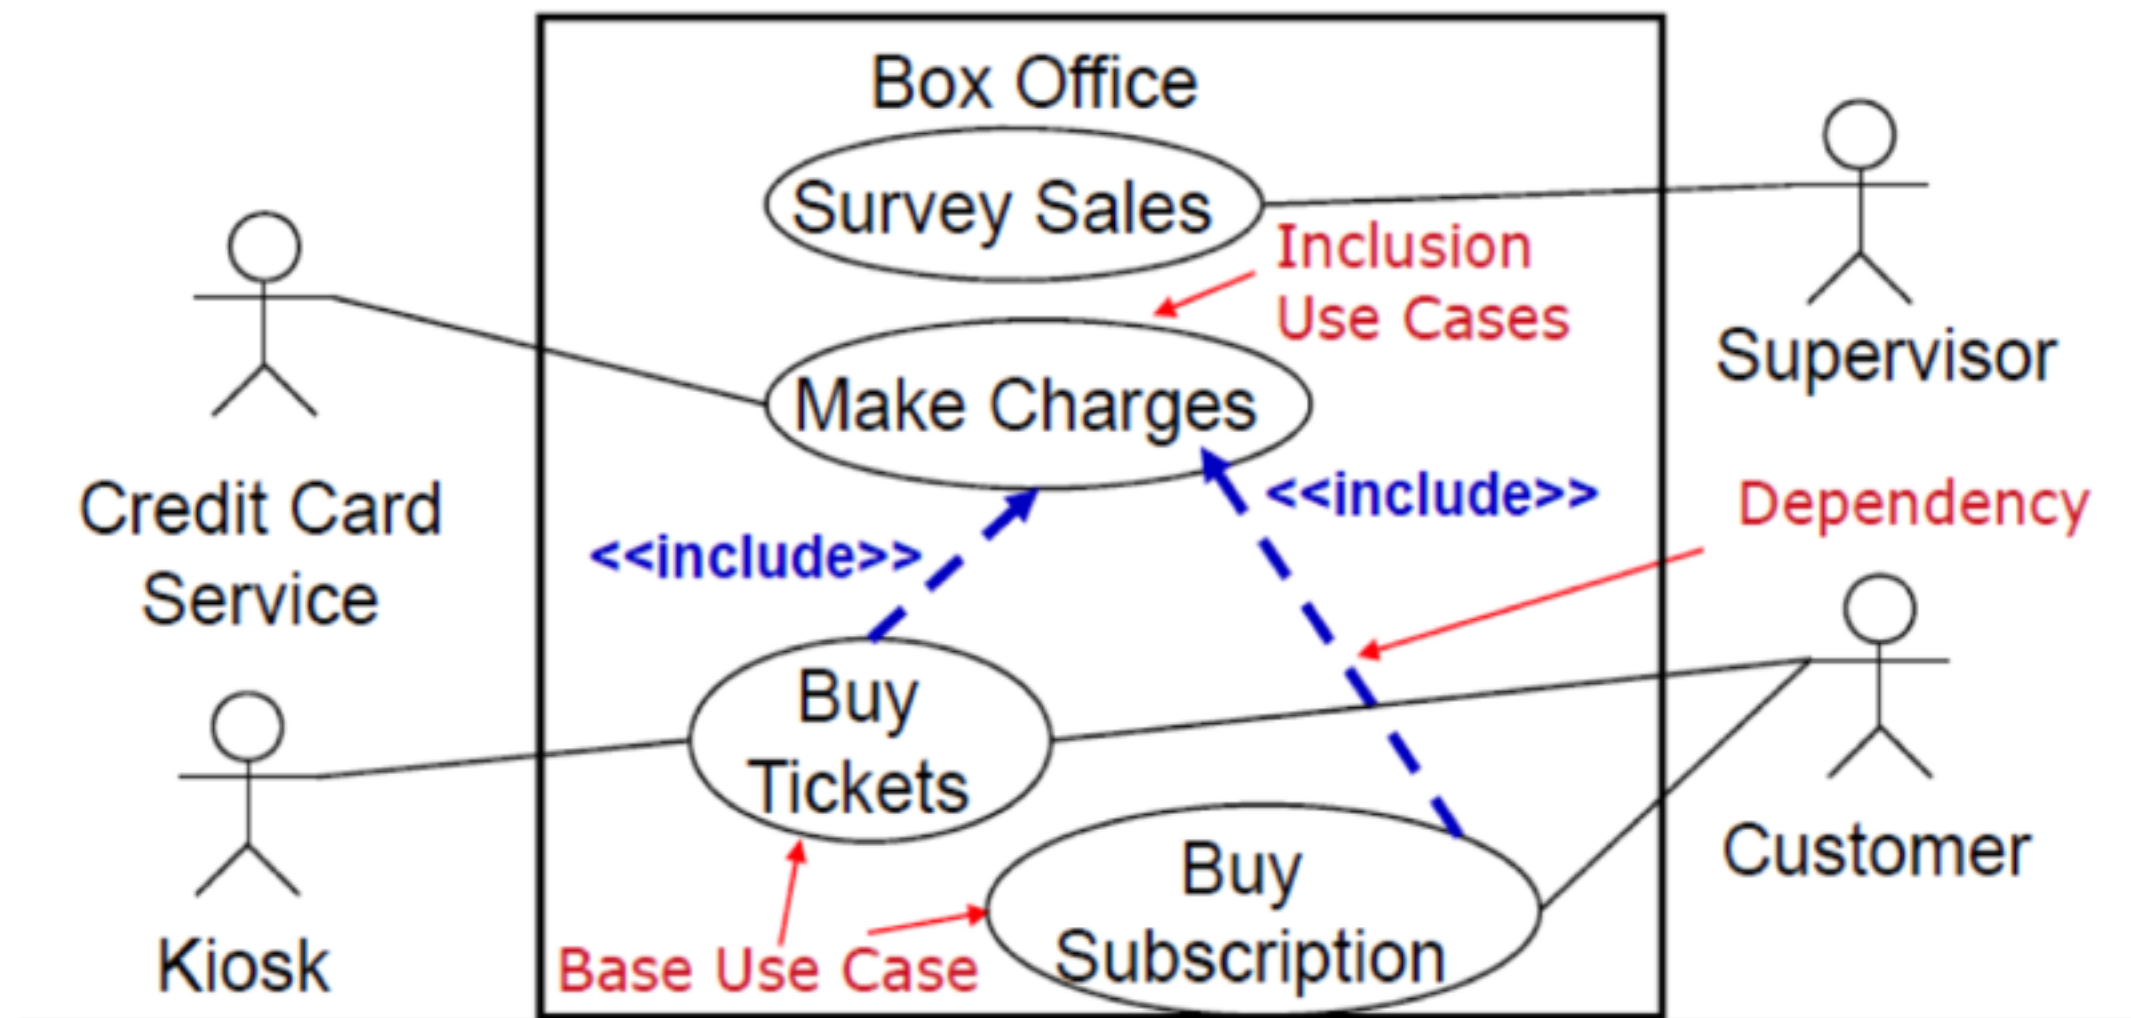 Box Office
Survey Sales
Inclusion
Use Cases
Supervisor
Make Charges
Credit Card
Service
<<include>>
<<include>>
Dependency
Buy
Tickets
Customer
Kiosk
Base Use Case
Buy
Subscription